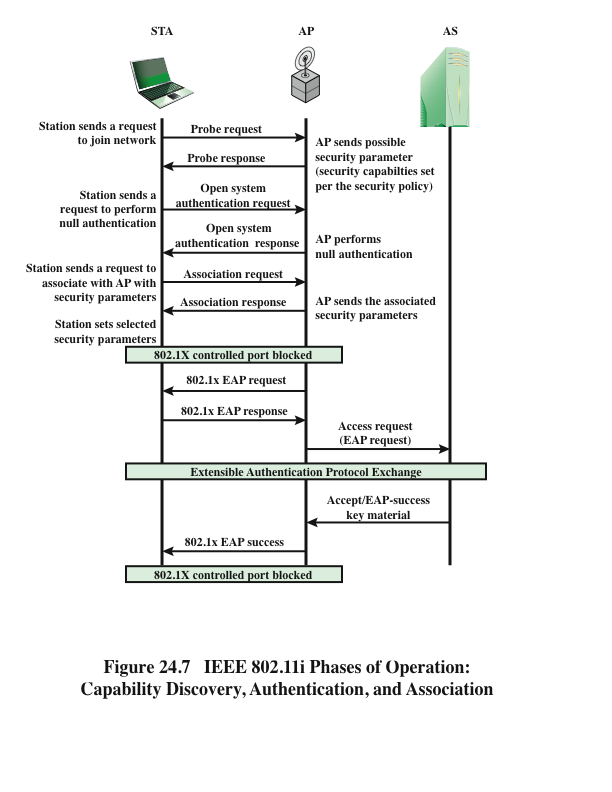 STA
AP
AS
Station sends a request
to join network
Probe request
AP sends possible
security parameter
(security capabilties set
per the security policy)
Probe response
Station sends a
request to perform
null authentication
Open system
authentication request
Open system
authentication  response
AP performs
null authentication
Station sends a request to
associate with AP with
security parameters
Association request
Association response
AP sends the associated
security parameters
Station sets selected
security parameters
802.1X controlled port blocked
802.1x EAP request
802.1x EAP response
Access request
(EAP request)
Extensible Authentication Protocol Exchange
Accept/EAP-success
key material
802.1x EAP success
802.1X controlled port blocked
Figure 24.7   IEEE 802.11i Phases of Operation:
Capability Discovery, Authentication, and Association